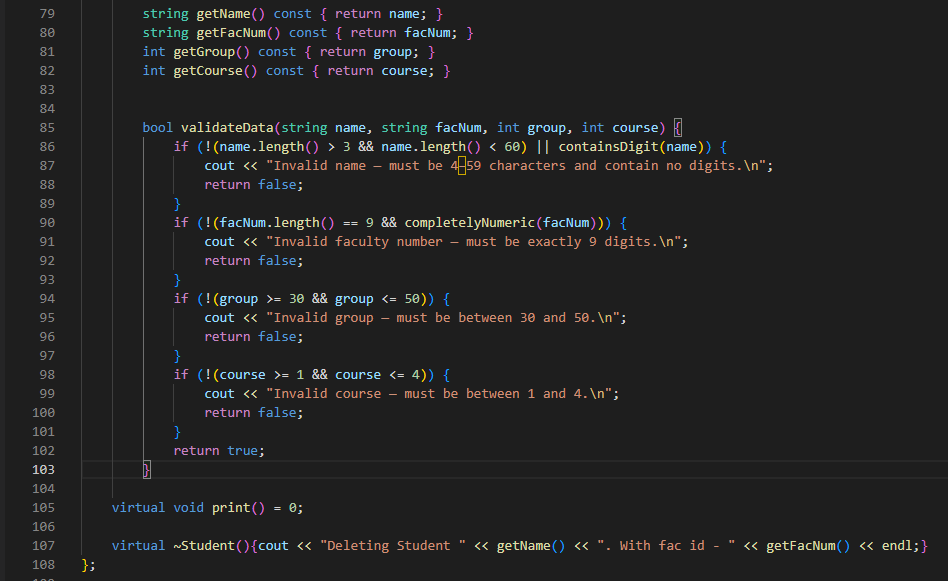 79 string getName() const { return name; }
80 string getFacNum() const { return facNum; }
81 int getGroup() const { return group; }
82 int getCourse() const { return course; }
83
84
85 bool validateData(string name, string facNum, int group, int course) {
86 if (!(name.length() > 3 && name.length() < 60) || containsDigit(name)) {
87 cout << "Invalid name — must be 4–59 characters and contain no digits.\n";
88 return false;
89 }
90 if (!(facNum.length() == 9 && completelyNumeric(facNum))) {
91 cout << "Invalid faculty number — must be exactly 9 digits.\n";
92 return false;
93 }
94 if (!(group >= 30 && group <= 50)) {
95 cout << "Invalid group — must be between 30 and 50.\n";
96 return false;
97 }
98 if (!(course >= 1 && course <= 4)) {
99 cout << "Invalid course — must be between 1 and 4.\n";
100 return false;
101 }
102 return true;
103 }
104
105 virtual void print() = 0;
106
107 virtual ~Student(){cout << "Deleting Student " << getName() << ". With fac id - " << getFacNum() << endl;}
108 };